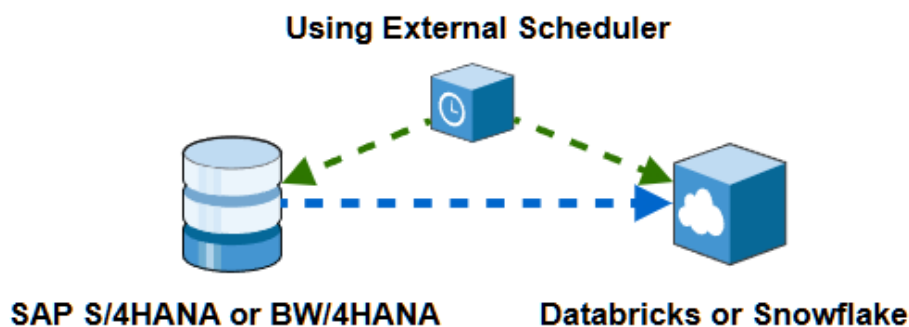 Using External Scheduler
SAP S/4HANA or BW/4HANA
Databricks or Snowflake